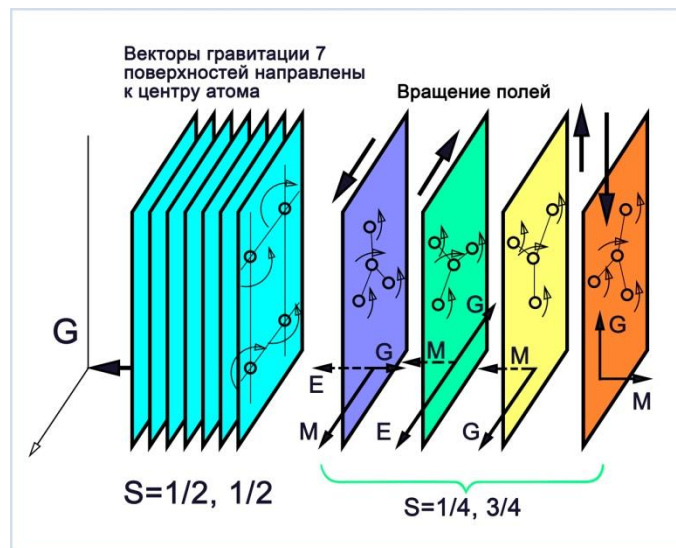 Векторы гравитации 7
поверхностей направлены
к центру атома
Вращение полей
G
G
G
G
M
M
E
M
E
G
M
S=1/2, 1/2
S=1/4, 3/4